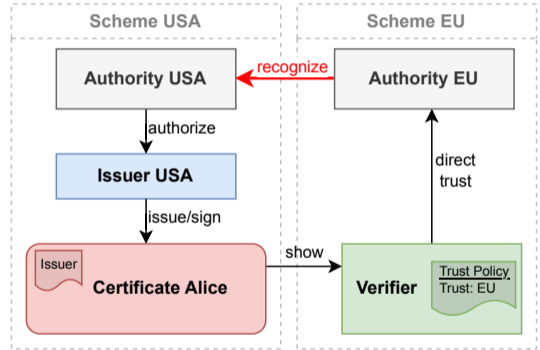 Scheme USA
Scheme EU
recognize
Authority USA
Authority EU
authorize
direct
trust
Issuer USA
issue/sign
show
Issuer
Certificate Alice
Verifier
Trust Policy
Trust: EU